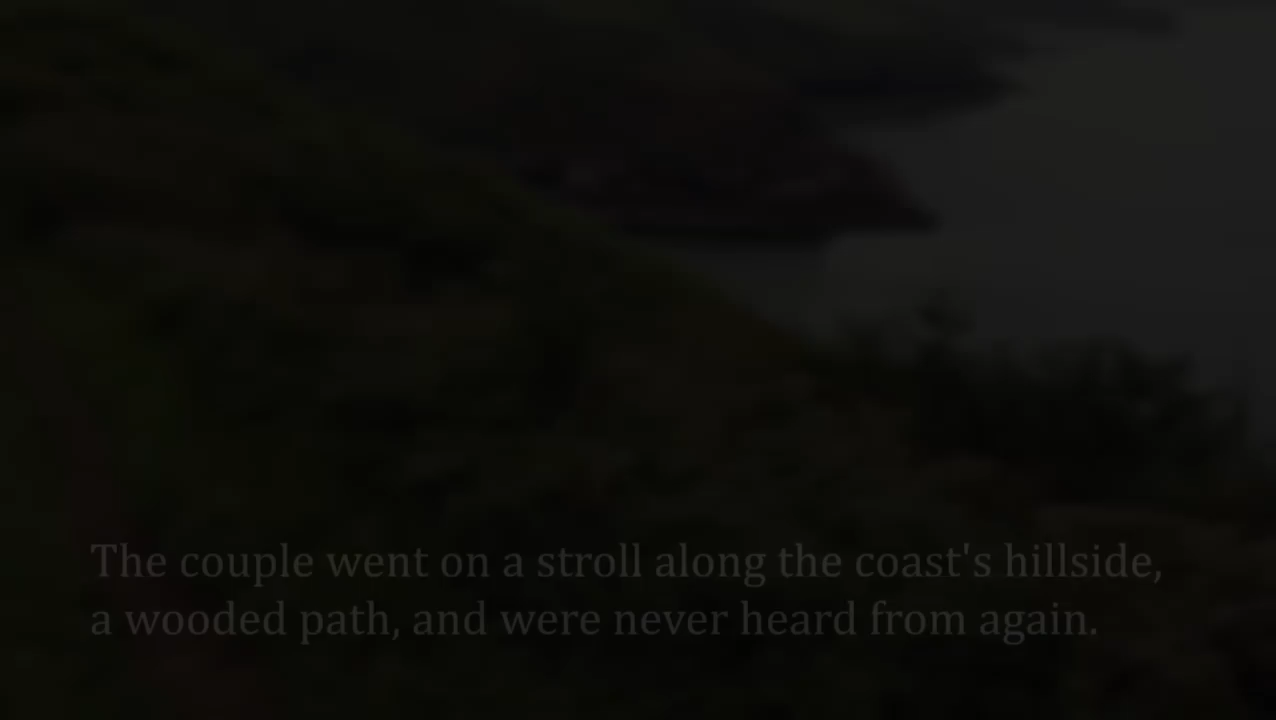 The couple went on a stroll along the coast's hillside,
a wooded path, and were never heard from again.